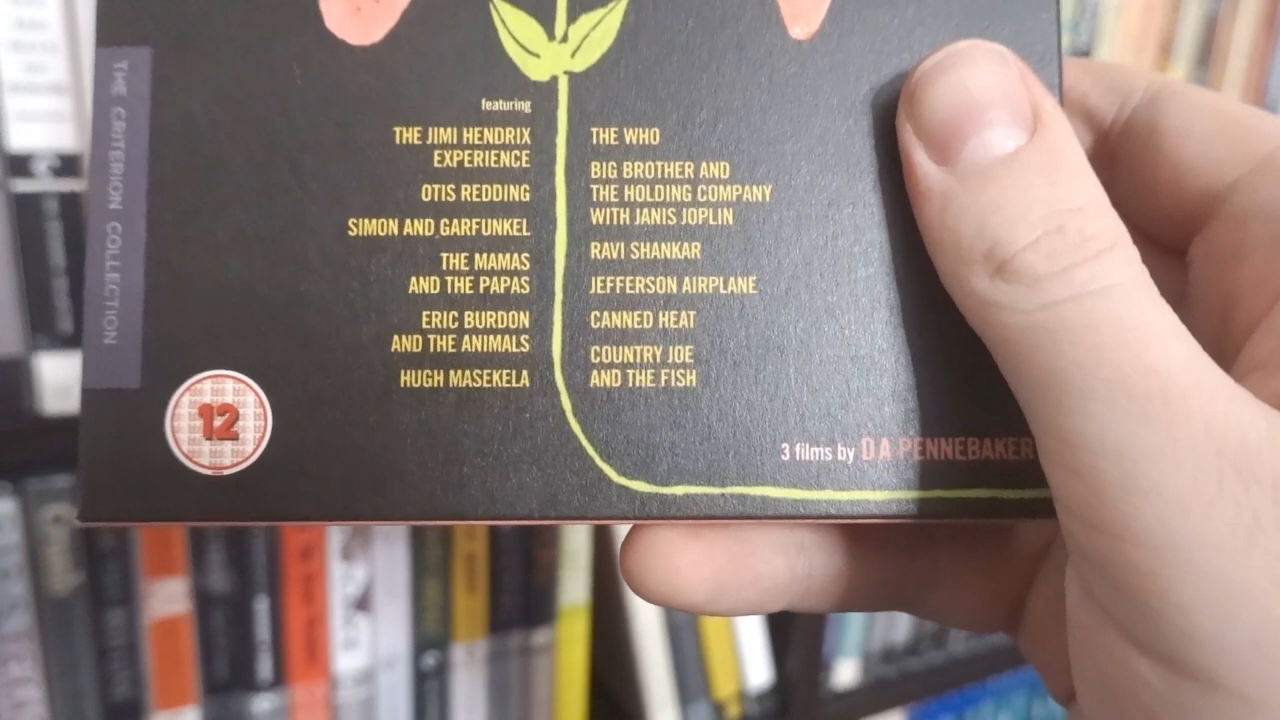 THE CRITERION COLLECTION
featuring
THE JIMI HENDRIX
EXPERIENCE
OTIS REDDING
SIMON AND GARFUNKEL
THE MAMAS
AND THE PAPAS
ERIC BURDON
AND THE ANIMALS
HUGH MASEKELA
THE WHO
BIG BROTHER AND
THE HOLDING COMPANY
WITH JANIS JOPLIN
RAVI SHANKAR
JEFFERSON AIRPLANE
CANNED HEAT
COUNTRY JOE
AND THE FISH
12
3 films by D A PENNEBAKER